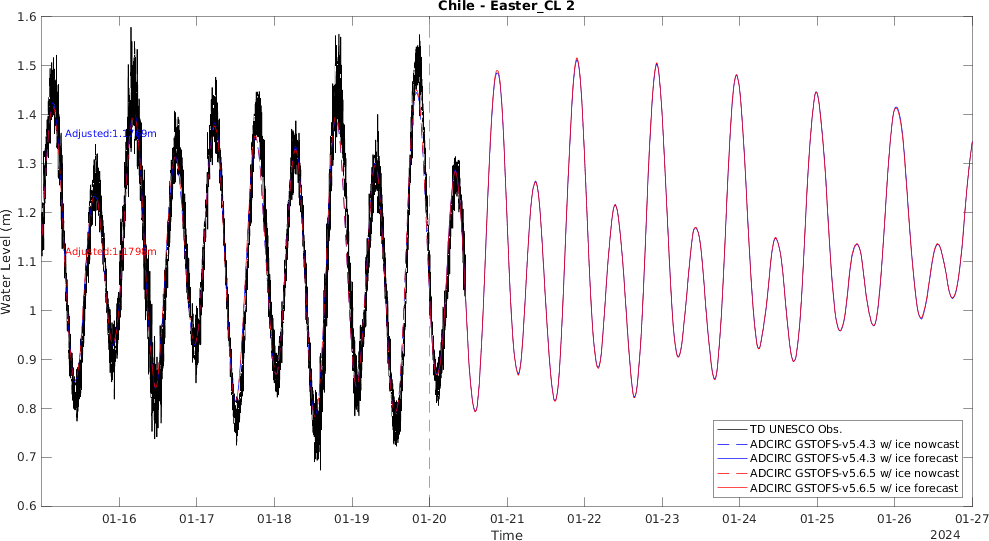 Chile - Easter_CL 2
1.6
1.5
1.4
1.3
1.2
1.1
1
0.9
0.8
0.7
0.6
Water Level (m)
Adjusted:
Adjusted:
TD UNESCO Obs.
ADCIRC GSTOFS-v5.4.3 w/ ice nowcast
ADCIRC GSTOFS-v5.4.3 w/ ice forecast
ADCIRC GSTOFS-v5.6.5 w/ ice nowcast
ADCIRC GSTOFS-v5.6.5 w/ ice forecast
01-16 01-17 01-18 01-19 01-20 01-21 01-22 01-23 01-24 01-25 01-26 01-27
Time
2024